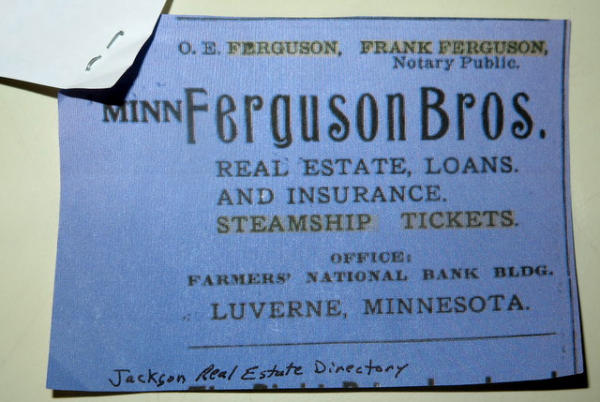 O. E. FERGUSON, FRANK FERGUSON,
Notary Public.
MINN Ferguson Bros.
REAL ESTATE, LOANS.
AND INSURANCE.
STEAMSHIP TICKETS.
OFFICE:
FARMERS' NATIONAL BANK BLDG.
LUVERNE, MINNESOTA.
Jackson Real Estate Directory